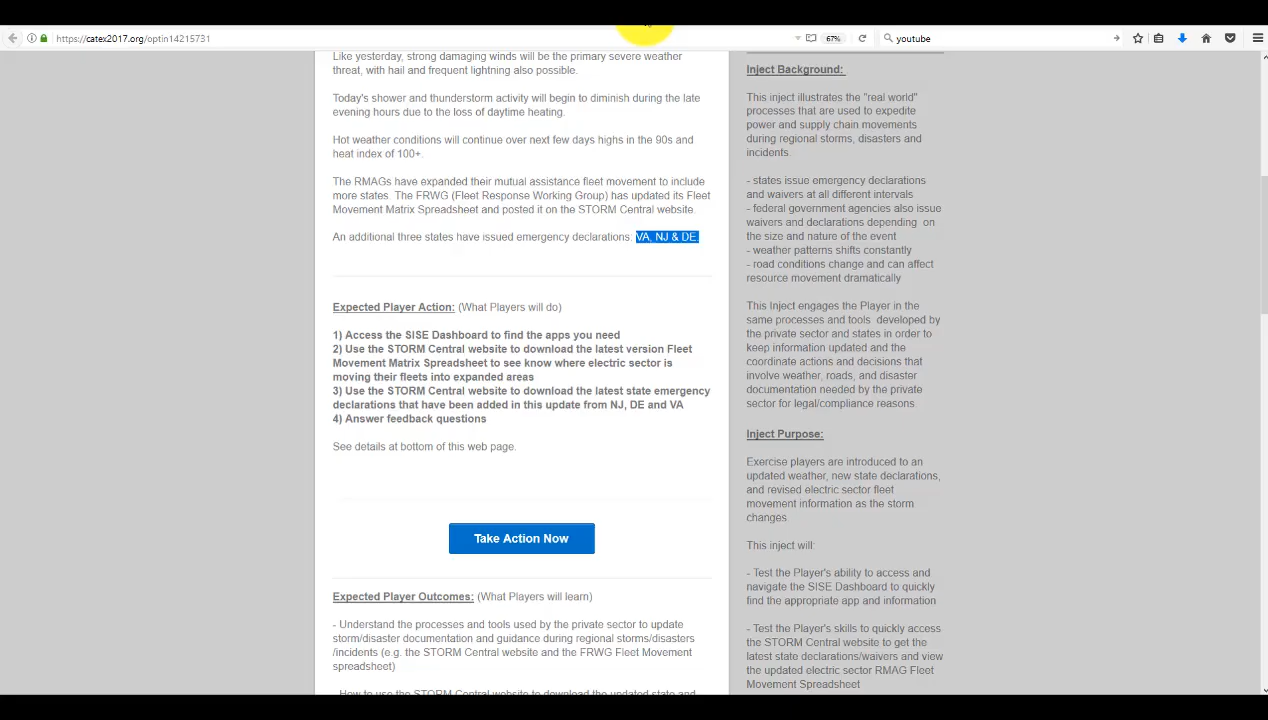 https://catex2017.org/optin14215731
67%
youtube
Like yesterday, strong damaging winds will be the primary severe weather
threat, with hail and frequent lightning also possible.
Today's shower and thunderstorm activity will begin to diminish during the late
evening hours due to the loss of daytime heating.
Hot weather conditions will continue over next few days highs in the 90s and
heat index of 100+.
The RMAGs have expanded their mutual assistance fleet movement to include
more states. The FRWG (Fleet Response Working Group) has updated its Fleet
Movement Matrix Spreadsheet and posted it on the STORM Central website.
An additional three states have issued emergency declarations. VA, NJ & DE.
Expected Player Action: (What Players will do)
1) Access the SISE Dashboard to find the apps you need
2) Use the STORM Central website to download the latest version Fleet
Movement Matrix Spreadsheet to see know where electric sector is
moving their fleets into expanded areas
3) Use the STORM Central website to download the latest state emergency
declarations that have been added in this update from NJ, DE and VA
4) Answer feedback questions
See details at bottom of this web page.
Take Action Now
Expected Player Outcomes: (What Players will learn)
- Understand the processes and tools used by the private sector to update
storm/disaster documentation and guidance during regional storms/disasters
/incidents (e.g. the STORM Central website and the FRWG Fleet Movement
spreadsheet)
- How to use the STORM Central website to download the updated state and
Inject Background:
This inject illustrates the "real world"
processes that are used to expedite
power and supply chain movements
during regional storms, disasters and
incidents.
- states issue emergency declarations
and waivers at all different intervals
- federal government agencies also issue
waivers and declarations depending on
the size and nature of the event
- weather patterns shifts constantly
- road conditions change and can affect
resource movement dramatically
This Inject engages the Player in the
same processes and tools developed by
the private sector and states in order to
keep information updated and the
coordinate actions and decisions that
involve weather, roads, and disaster
documentation needed by the private
sector for legal/compliance reasons.
Inject Purpose:
Exercise players are introduced to an
updated weather, new state declarations,
and revised electric sector fleet
movement information as the storm
changes.
This inject will:
- Test the Player's ability to access and
navigate the SISE Dashboard to quickly
find the appropriate app and information
- Test the Player's skills to quickly access
the STORM Central website to get the
latest state declarations/waivers and view
the updated electric sector RMAG Fleet
Movement Spreadsheet